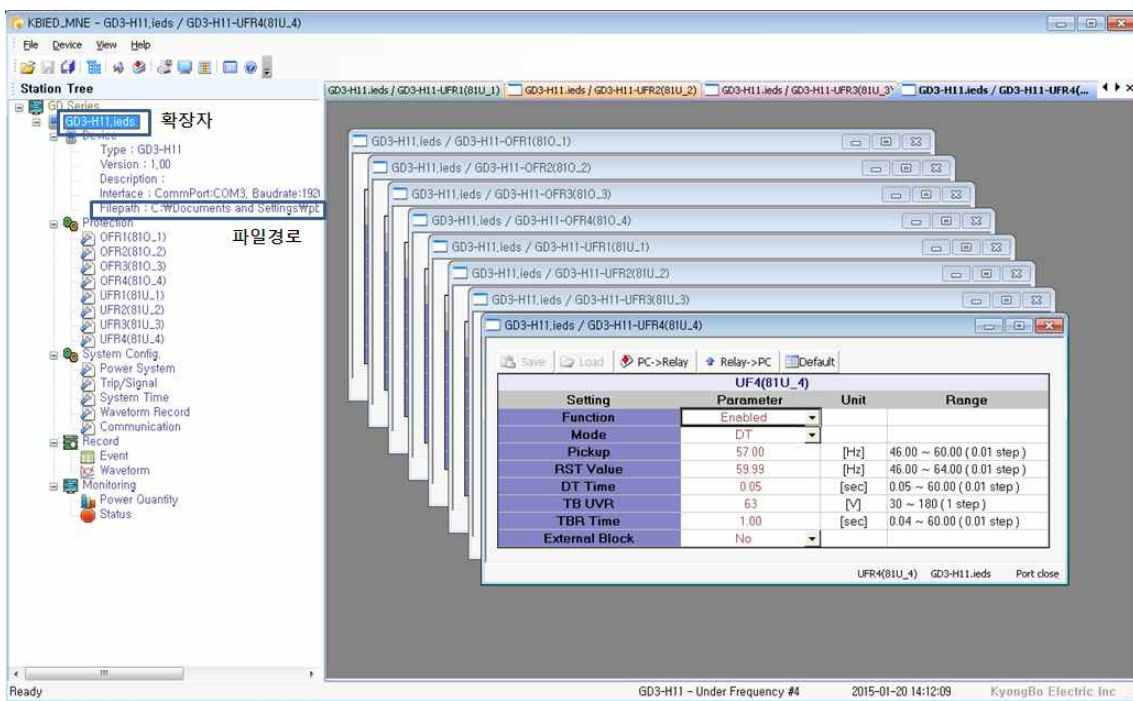 KBIED_MNE - GD3-H11.ieds / GD3-H11-UFR4(81U_4)
File Device View Help
Station Tree
GD3-H11.ieds / GD3-H11-UFR1(81U_1) GD3-H11.ieds / GD3-H11-UFR2(81U_2) GD3-H11.ieds / GD3-H11-UFR3(81U_3) GD3-H11.ieds / GD3-H11-UFR4(...
GD Series
GD3-H11.ieds 확장자
Device
Type : GD3-H11
Version : 1.00
Description :
Interface : CommPort:COM3, Baudrate:192
Filepath : C:₩Documents and Settings₩pb
파일경로
Protection
OFR1(81O_1)
OFR2(81O_2)
OFR3(81O_3)
OFR4(81O_4)
UFR1(81U_1)
UFR2(81U_2)
UFR3(81U_3)
UFR4(81U_4)
System Config.
Power System
Trip/Signal
System Time
Waveform Record
Communication
Record
Event
Waveform
Monitoring
Power Quantity
Status
GD3-H11.ieds / GD3-H11-OFR1(81O_1)
GD3-H11.ieds / GD3-H11-OFR2(81O_2)
GD3-H11.ieds / GD3-H11-OFR3(81O_3)
GD3-H11.ieds / GD3-H11-OFR4(81O_4)
GD3-H11.ieds / GD3-H11-UFR1(81U_1)
GD3-H11.ieds / GD3-H11-UFR2(81U_2)
GD3-H11.ieds / GD3-H11-UFR3(81U_3)
GD3-H11.ieds / GD3-H11-UFR4(81U_4)
Save Load PC->Relay Relay->PC Default
UF4(81U_4)
Setting Parameter Unit Range
Function Enabled
Mode DT
Pickup 57.00 [Hz] 46.00 ~ 60.00 ( 0.01 step )
RST Value 59.99 [Hz] 46.00 ~ 64.00 ( 0.01 step )
DT Time 0.05 [sec] 0.05 ~ 60.00 ( 0.01 step )
TB UVR 63 [V] 30 ~ 180 ( 1 step )
TBR Time 1.00 [sec] 0.04 ~ 60.00 ( 0.01 step )
External Block No
UFR4(81U_4) GD3-H11.ieds Port close
Ready GD3-H11 - Under Frequency #4 2015-01-20 14:12:09 KyongBo Electric Inc